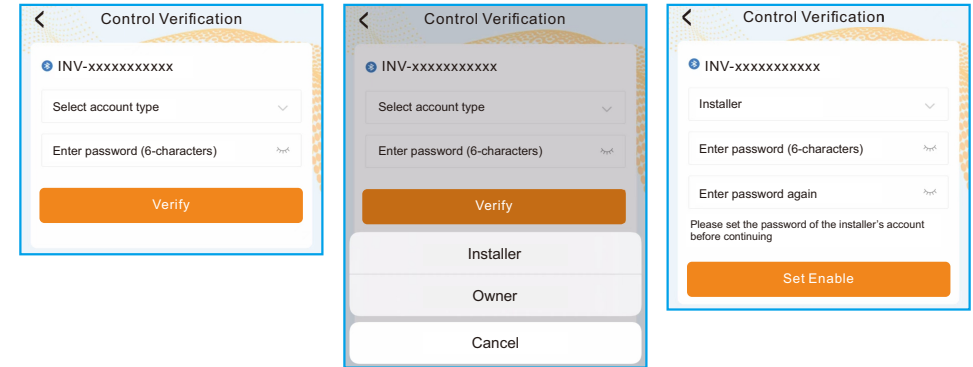 Control Verification
INV-xxxxxxxxxxx
Select account type
Enter password (6-characters)
Verify
Control Verification
INV-xxxxxxxxxxx
Select account type
Enter password (6-characters)
Verify
Installer
Owner
Cancel
Control Verification
INV-xxxxxxxxxxx
Installer
Enter password (6-characters)
Enter password again
Please set the password of the installer's account
before continuing
Set Enable